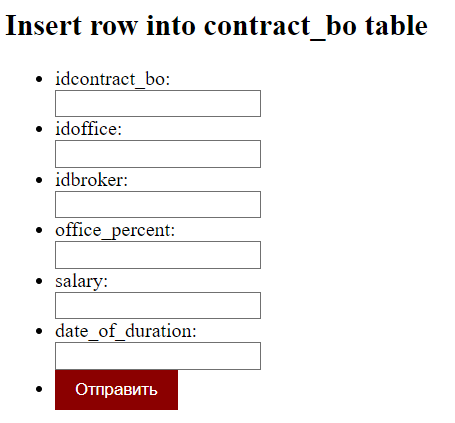 Insert row into contract_bo table
idcontract_bo:
idoffice:
idbroker:
office_percent:
salary:
date_of_duration:
Отправить